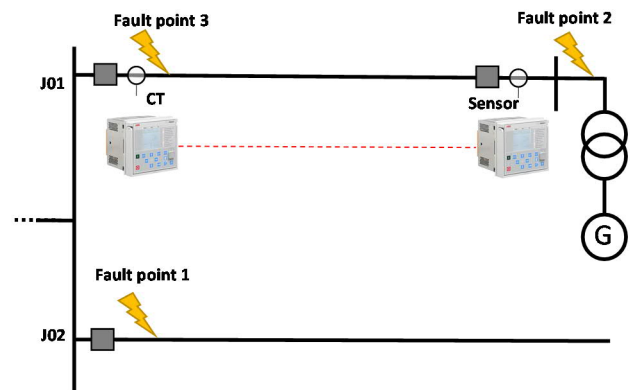 Fault point 3
Fault point 2
J01
CT
Sensor
G
Fault point 1
J02